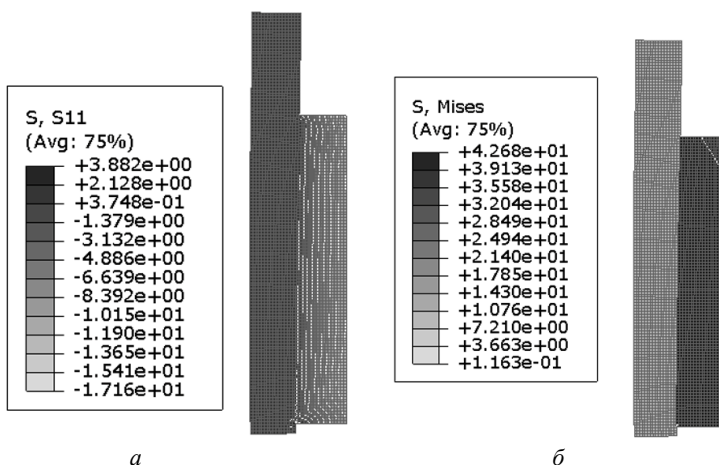 S, S11
(Avg: 75%)
+3.882e+00
+2.128e+00
+3.748e-01
-1.379e+00
-3.132e+00
-4.886e+00
-6.639e+00
-8.392e+00
-1.015e+01
-1.190e+01
-1.365e+01
-1.541e+01
-1.716e+01
а
S, Mises
(Avg: 75%)
+4.268e+01
+3.913e+01
+3.558e+01
+3.204e+01
+2.849e+01
+2.494e+01
+2.140e+01
+1.785e+01
+1.430e+01
+1.076e+01
+7.210e+00
+3.663e+00
+1.163e-01
б